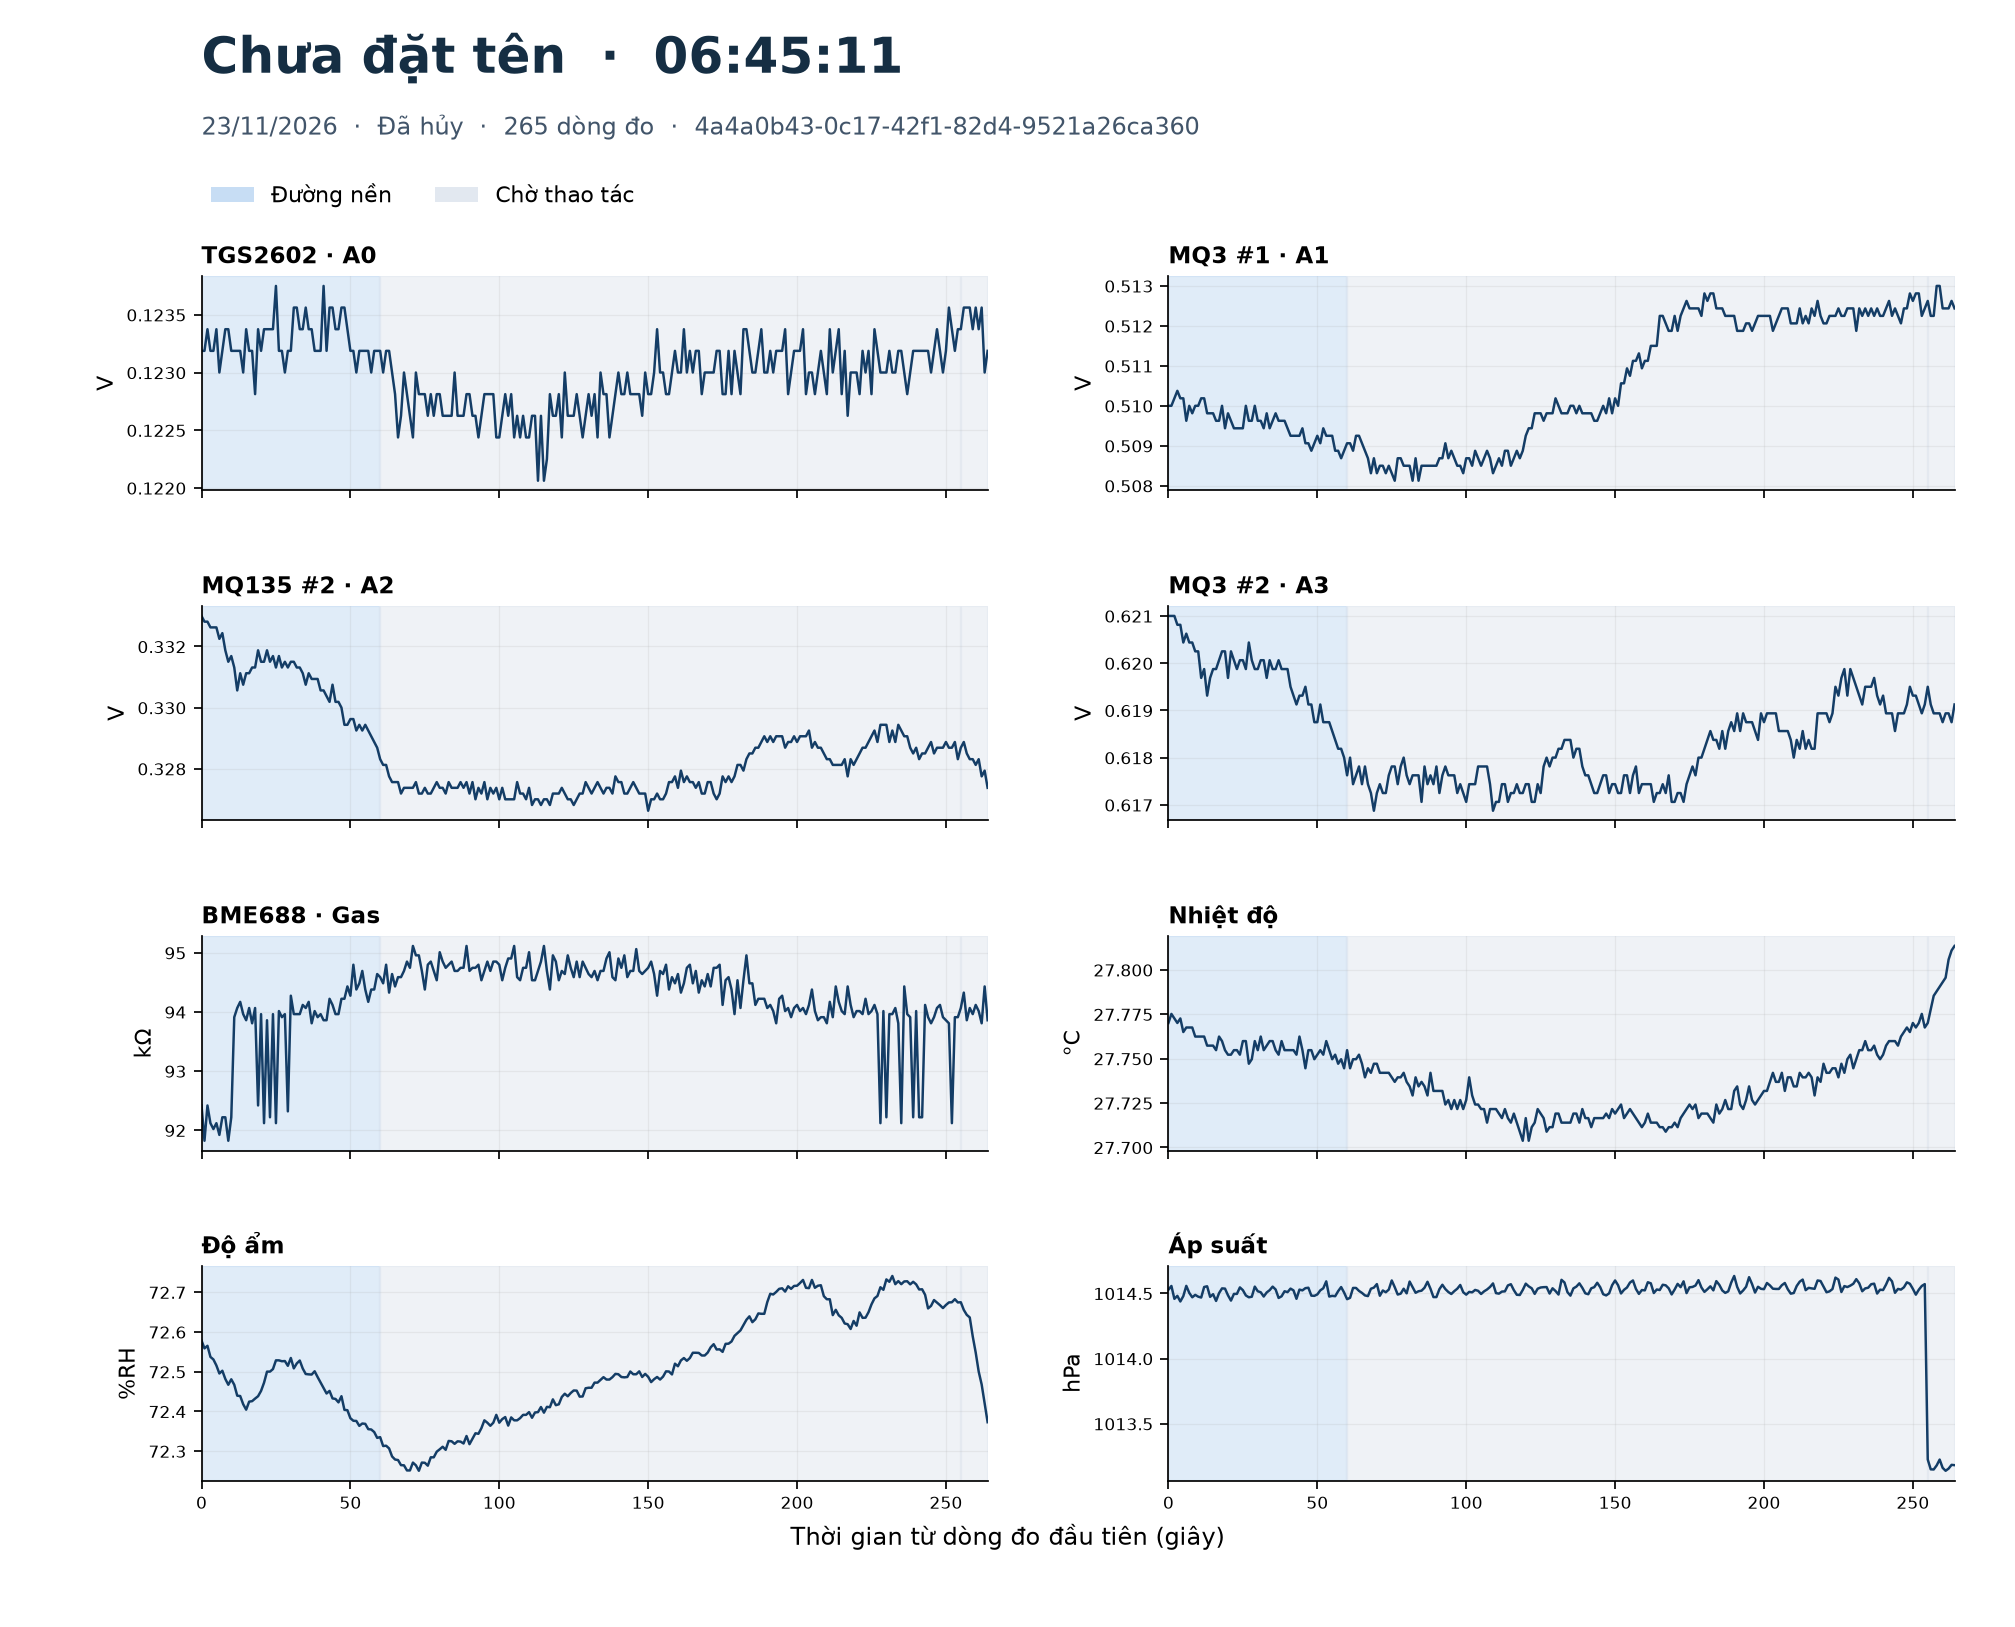 Chưa đặt tên · 06:45:11
23/11/2026 · Đã hủy · 265 dòng đo · 4a4a0b43-0c17-42f1-82d4-9521a26ca360
Đường nền
Chờ thao tác
TGS2602 · A0
V
0.1235
0.1230
0.1225
0.1220
MQ3 #1 · A1
V
0.513
0.512
0.511
0.510
0.509
0.508
MQ135 #2 · A2
V
0.332
0.330
0.328
MQ3 #2 · A3
V
0.621
0.620
0.619
0.618
0.617
BME688 · Gas
kΩ
95
94
93
92
Nhiệt độ
°C
27.800
27.775
27.750
27.725
27.700
Độ ẩm
%RH
72.7
72.6
72.5
72.4
72.3
0 50 100 150 200 250
Áp suất
hPa
1014.5
1014.0
1013.5
0 50 100 150 200 250
Thời gian từ dòng đo đầu tiên (giây)